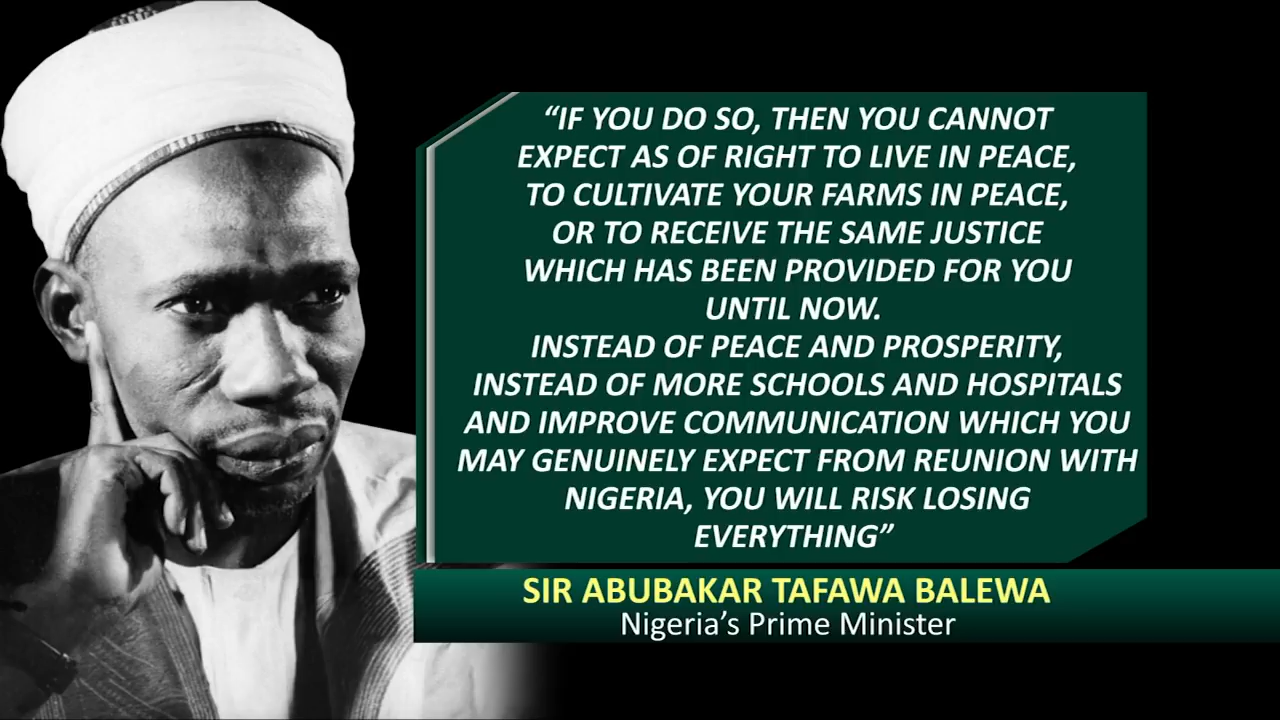 “IF YOU DO SO, THEN YOU CANNOT
EXPECT AS OF RIGHT TO LIVE IN PEACE,
TO CULTIVATE YOUR FARMS IN PEACE,
OR TO RECEIVE THE SAME JUSTICE
WHICH HAS BEEN PROVIDED FOR YOU
UNTIL NOW.
INSTEAD OF PEACE AND PROSPERITY,
INSTEAD OF MORE SCHOOLS AND HOSPITALS
AND IMPROVE COMMUNICATION WHICH YOU
MAY GENUINELY EXPECT FROM REUNION WITH
NIGERIA, YOU WILL RISK LOSING
EVERYTHING”
SIR ABUBAKAR TAFAWA BALEWA
Nigeria’s Prime Minister